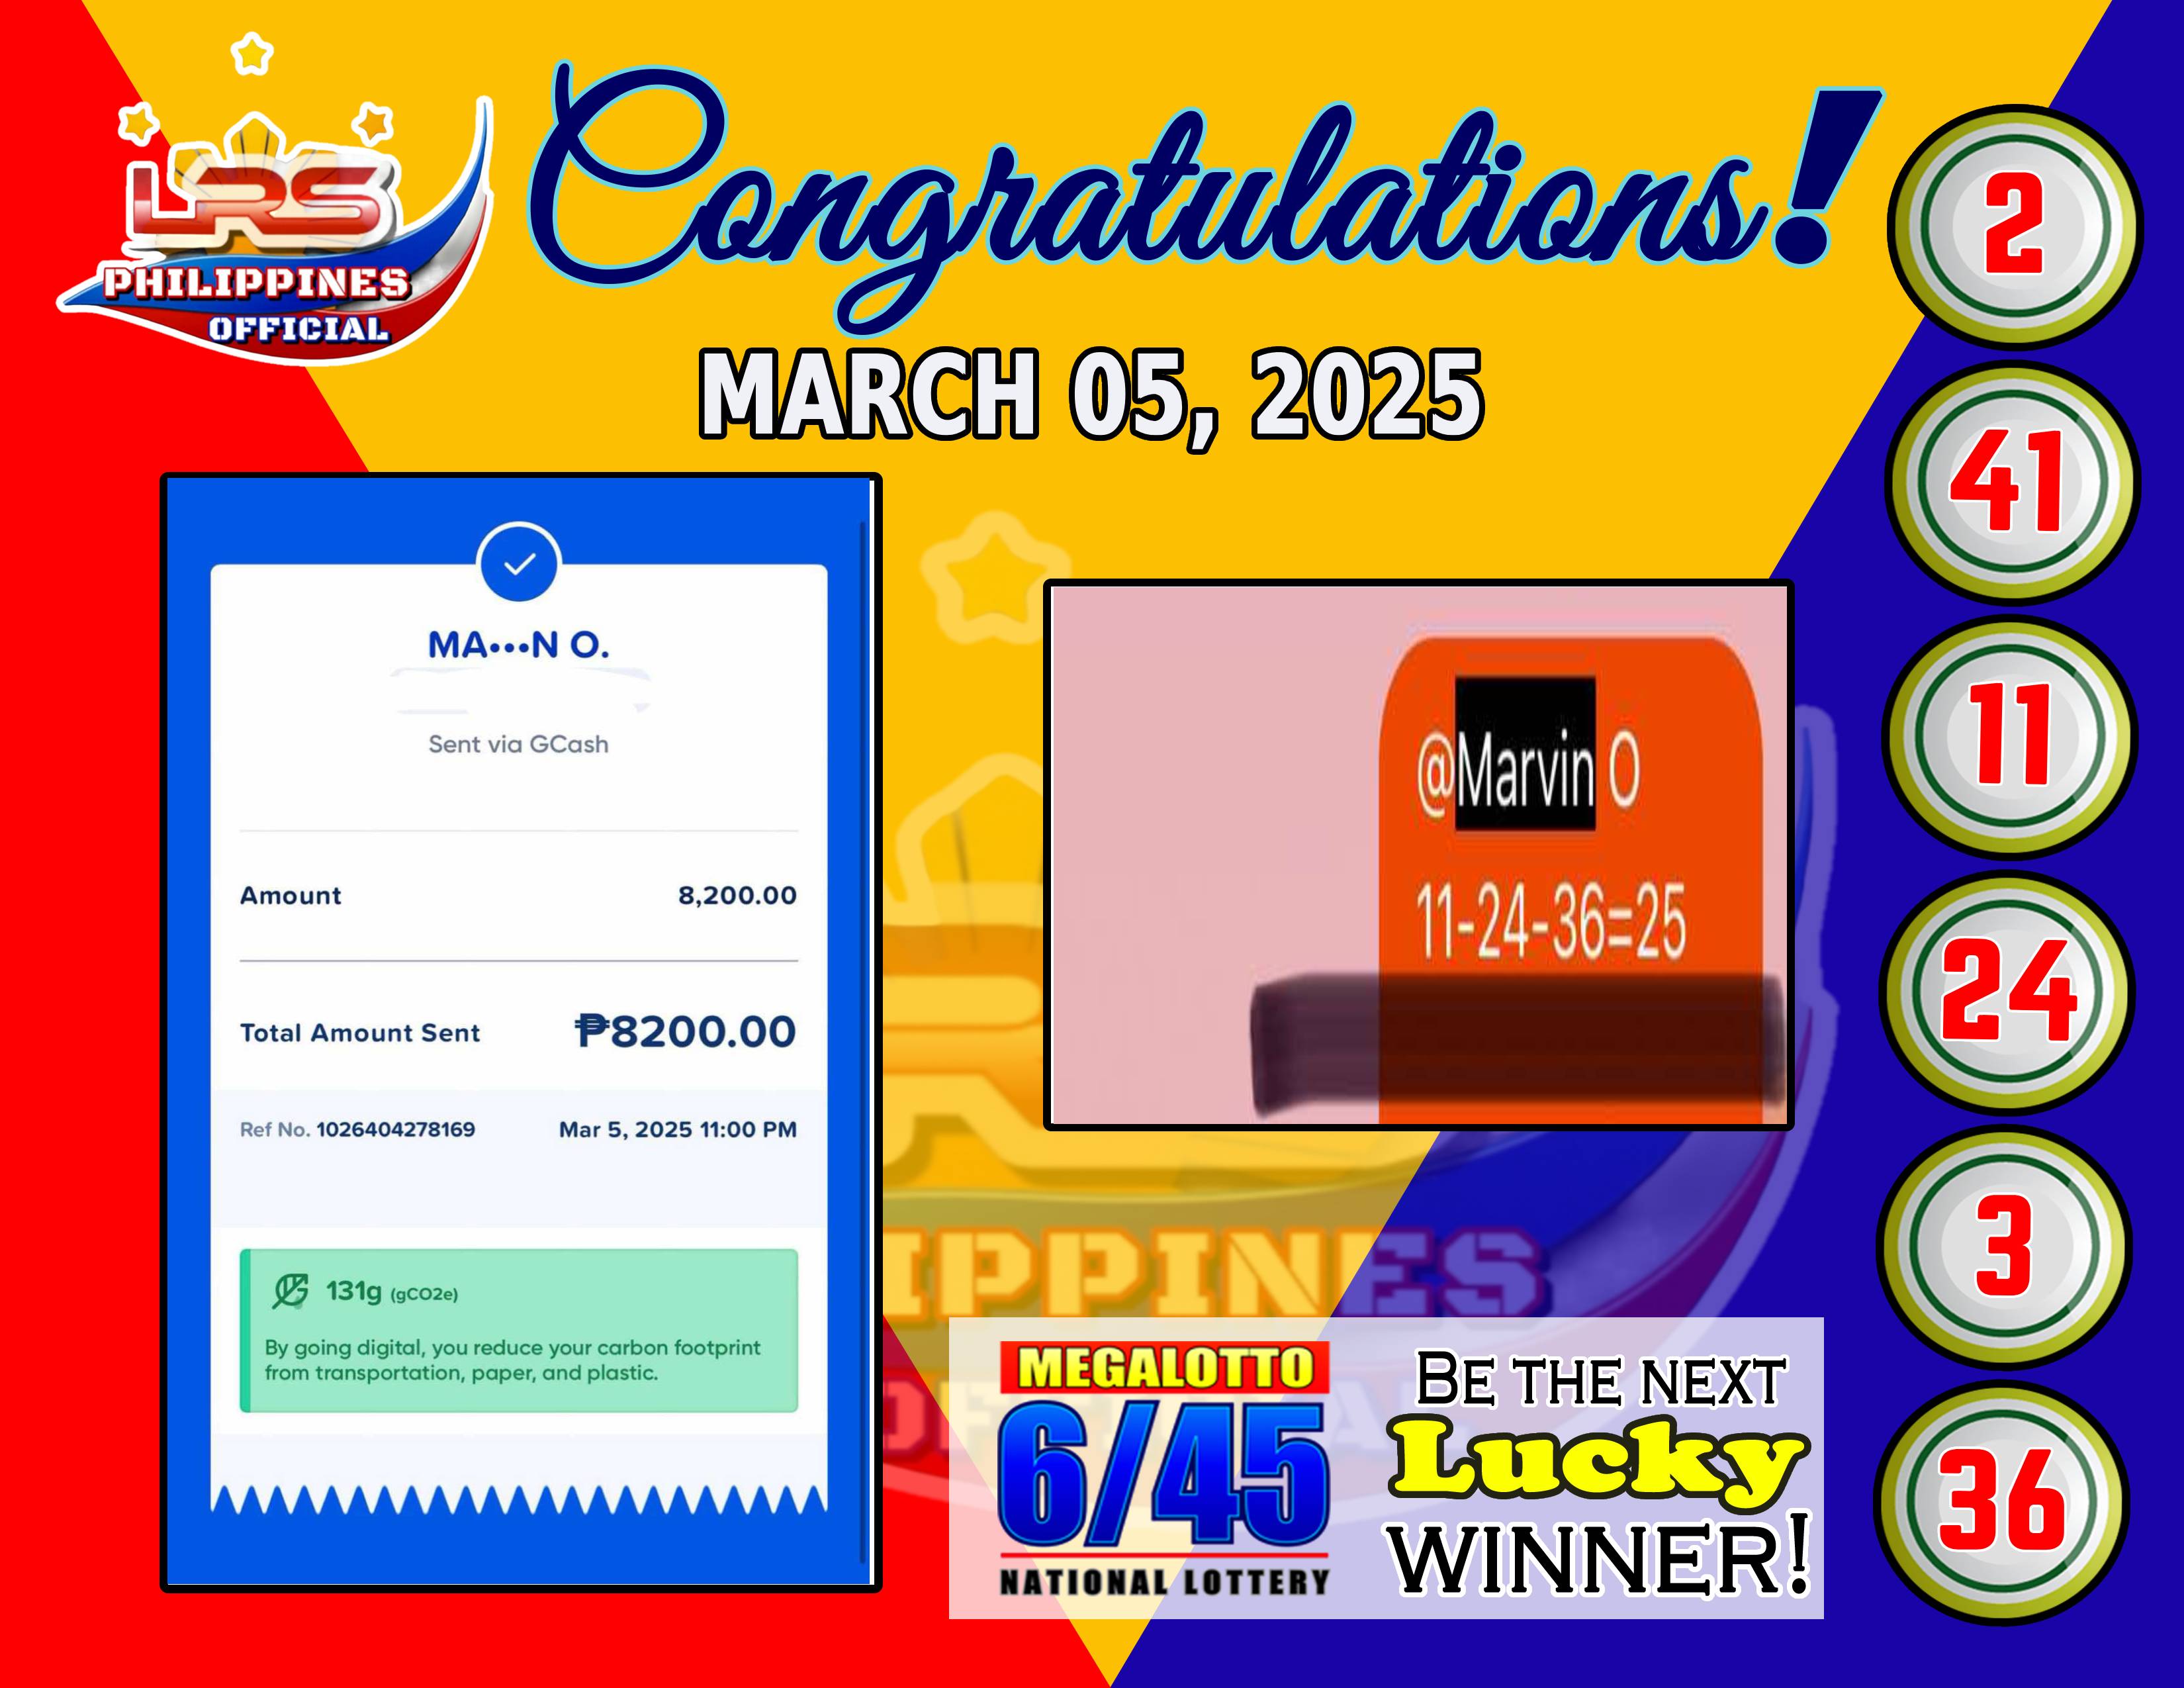 LRS
PHILIPPINES
OFFICIAL
Congratulations!
MARCH 05, 2025
MA•••N O.
Sent via GCash
Amount 8,200.00
Total Amount Sent ₱8200.00
Ref No. 1026404278169 Mar 5, 2025 11:00 PM
131g (gCO2e)
By going digital, you reduce your carbon footprint
from transportation, paper, and plastic.
@Marvin O
11-24-36=25
MEGALOTTO
6/45
NATIONAL LOTTERY
BE THE NEXT
Lucky
WINNER!
2
41
11
24
3
36